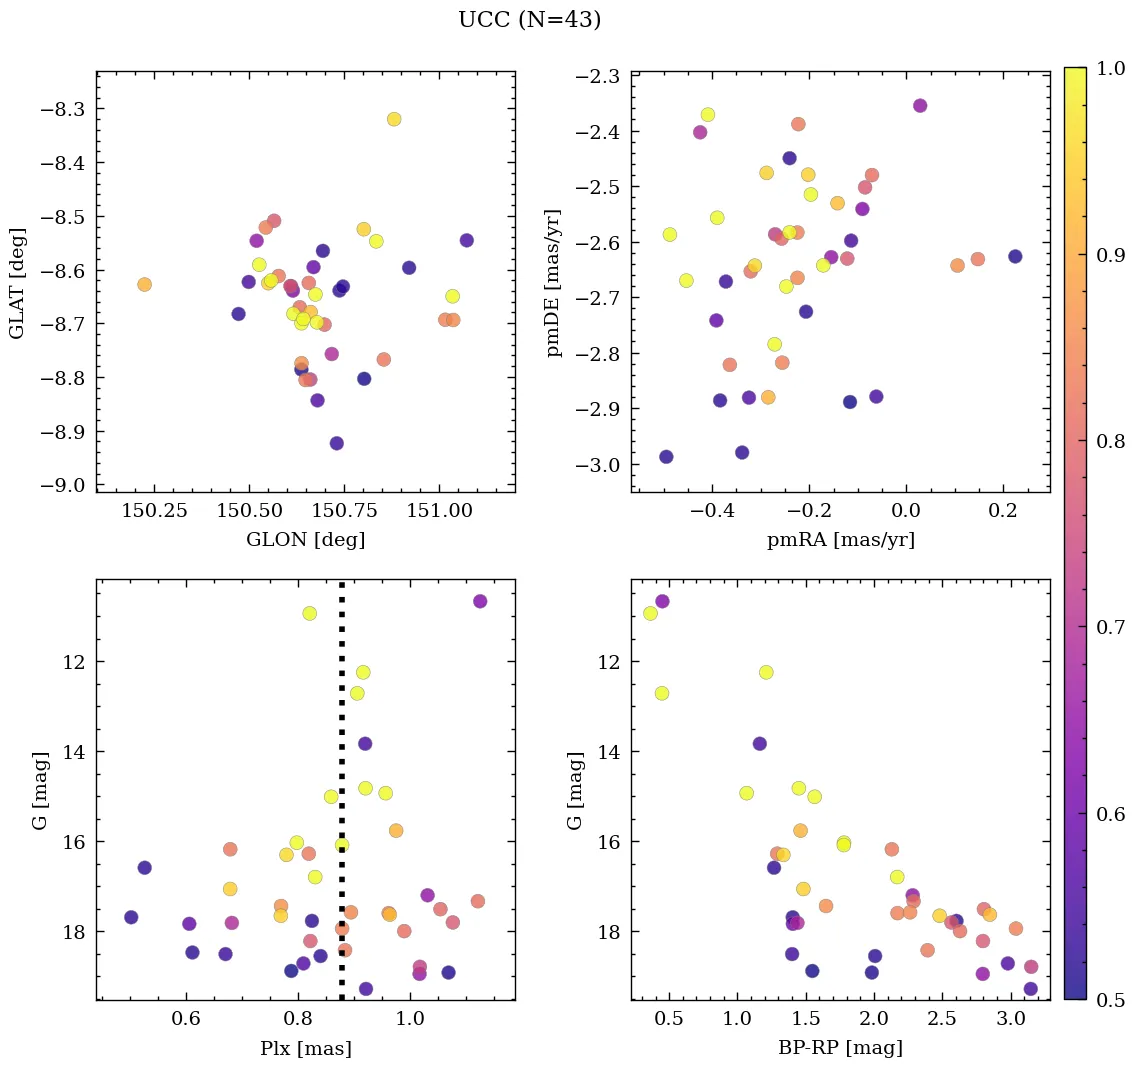 UCC (N=43)
−8.3
−8.4
−8.5
−8.6
−8.7
−8.8
−8.9
−9.0
GLAT [deg]
150.25 150.50 150.75 151.00
GLON [deg]
−2.3
−2.4
−2.5
−2.6
−2.7
−2.8
−2.9
−3.0
pmDE [mas/yr]
−0.4 −0.2 0.0 0.2
pmRA [mas/yr]
12
14
16
18
G [mag]
0.6 0.8 1.0
Plx [mas]
12
14
16
18
G [mag]
0.5 1.0 1.5 2.0 2.5 3.0
BP-RP [mag]
1.0
0.9
0.8
0.7
0.6
0.5